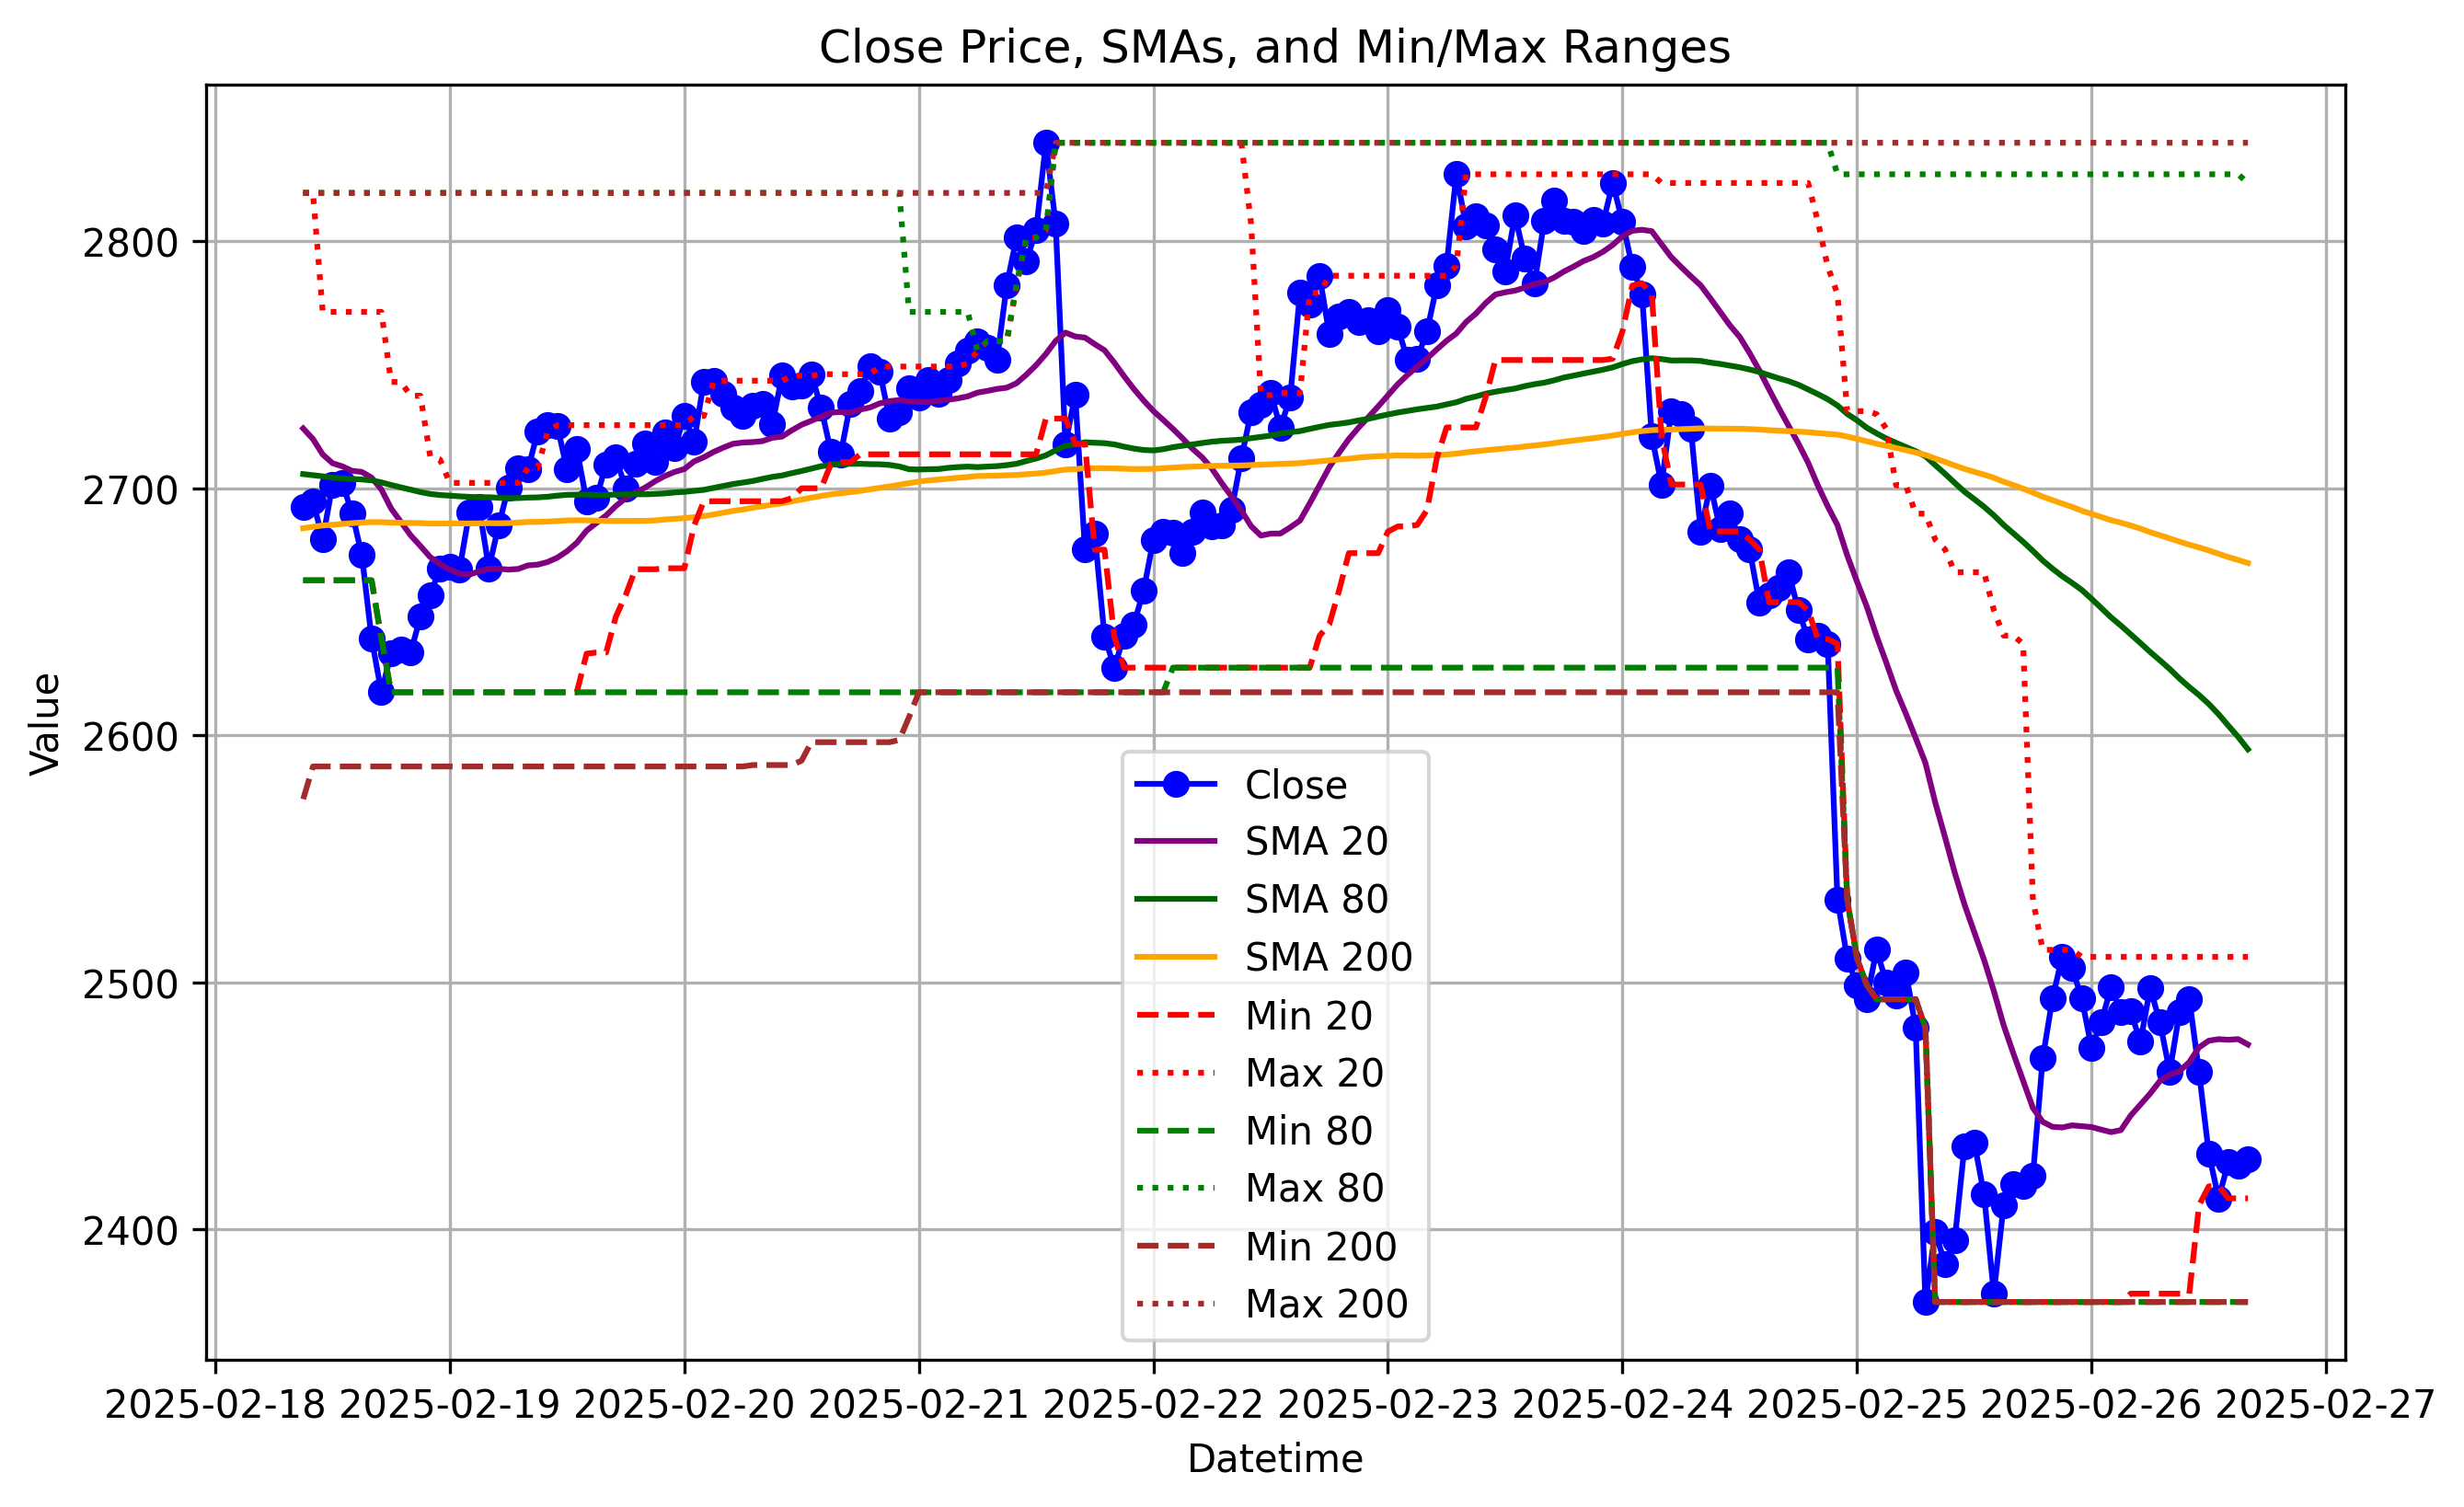 Close Price, SMAs, and Min/Max Ranges
Value
2800
2700
2600
2500
2400
Close
SMA 20
SMA 80
SMA 200
Min 20
Max 20
Min 80
Max 80
Min 200
Max 200
2025-02-18 2025-02-19 2025-02-20 2025-02-21 2025-02-22 2025-02-23 2025-02-24 2025-02-25 2025-02-26 2025-02-27
Datetime